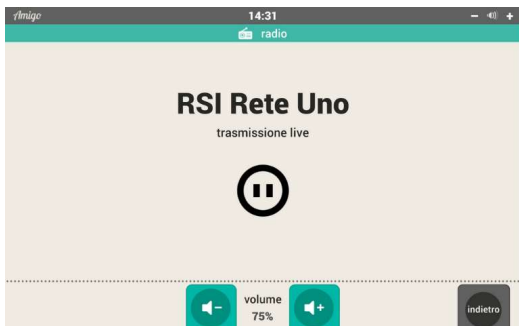 Amigo 14:31
radio
RSI Rete Uno
trasmissione live
volume
75%
indietro